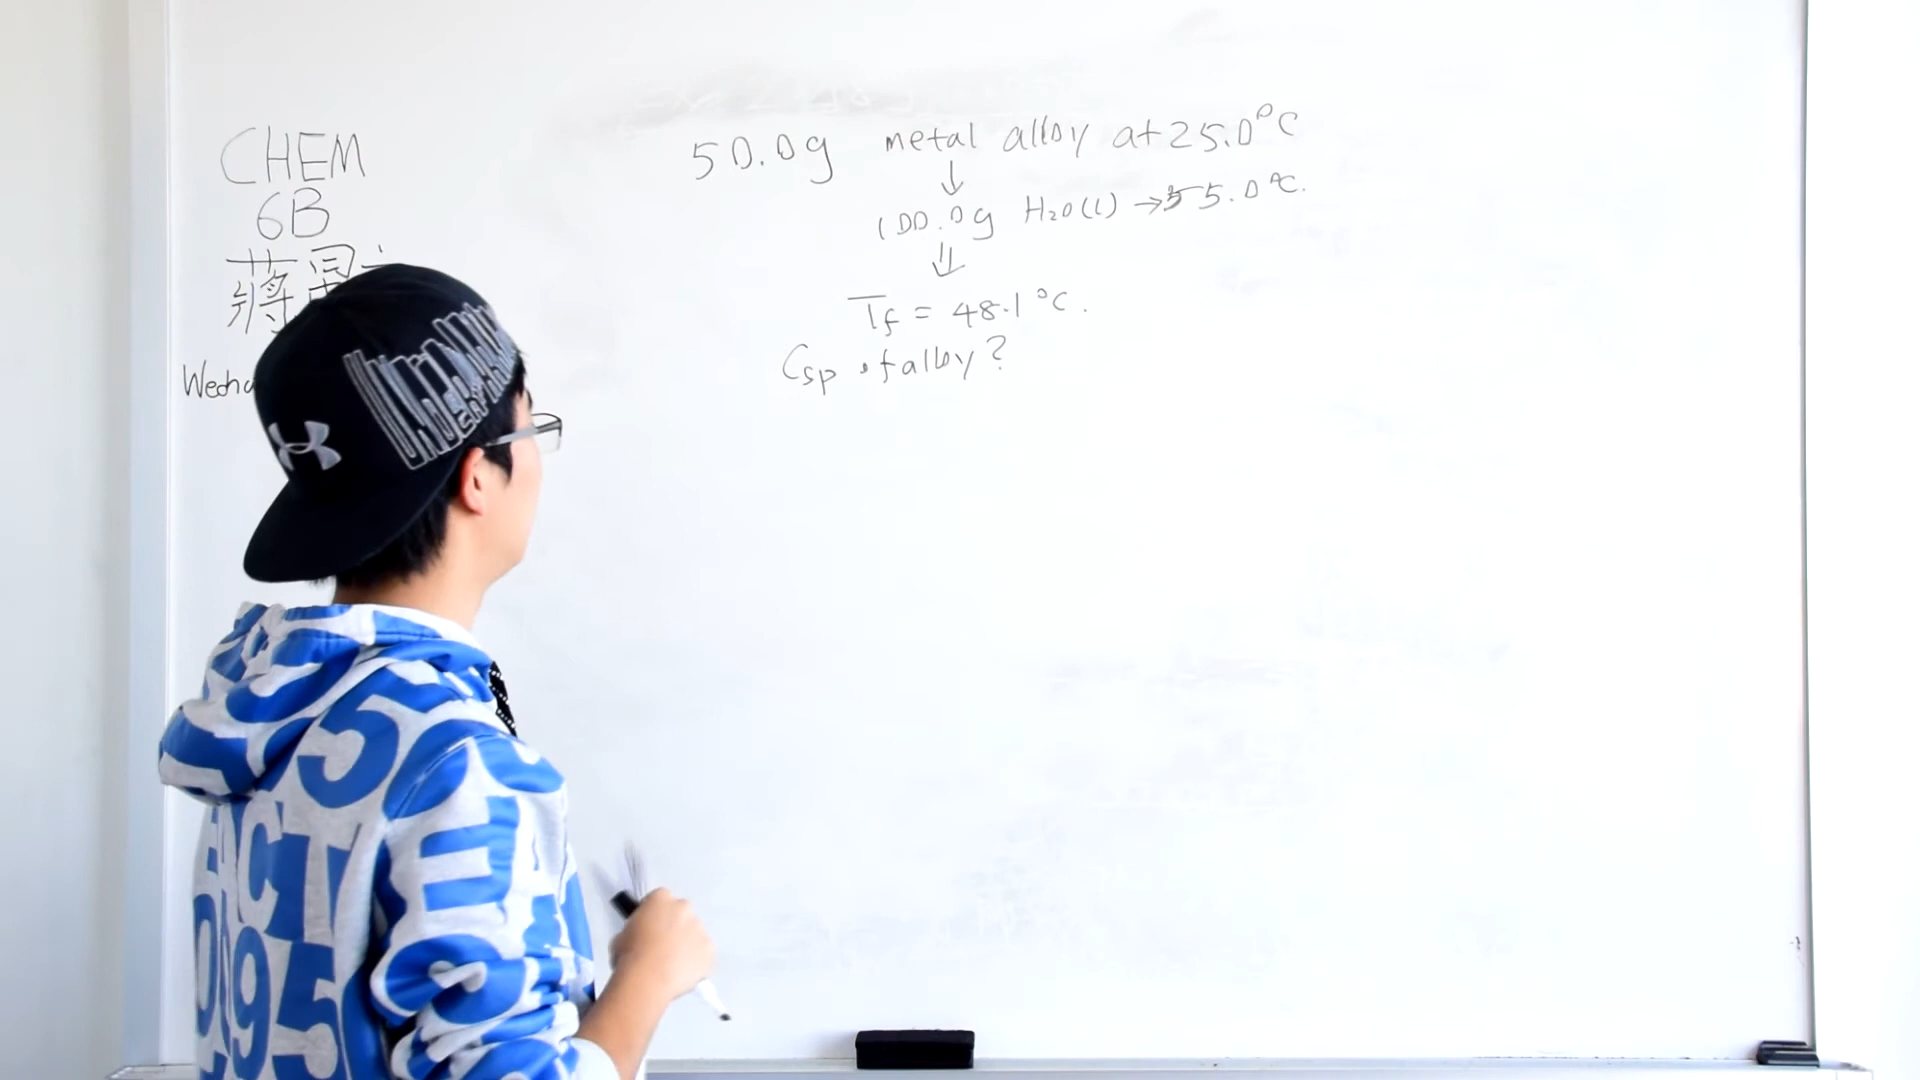 CHEM
6B
蔣
50.0g metal alloy at 25.0°C
↓
100.0g H₂O(l) → 55.0°C.
⇓
Tf = 48.1°C.
Csp of alloy?